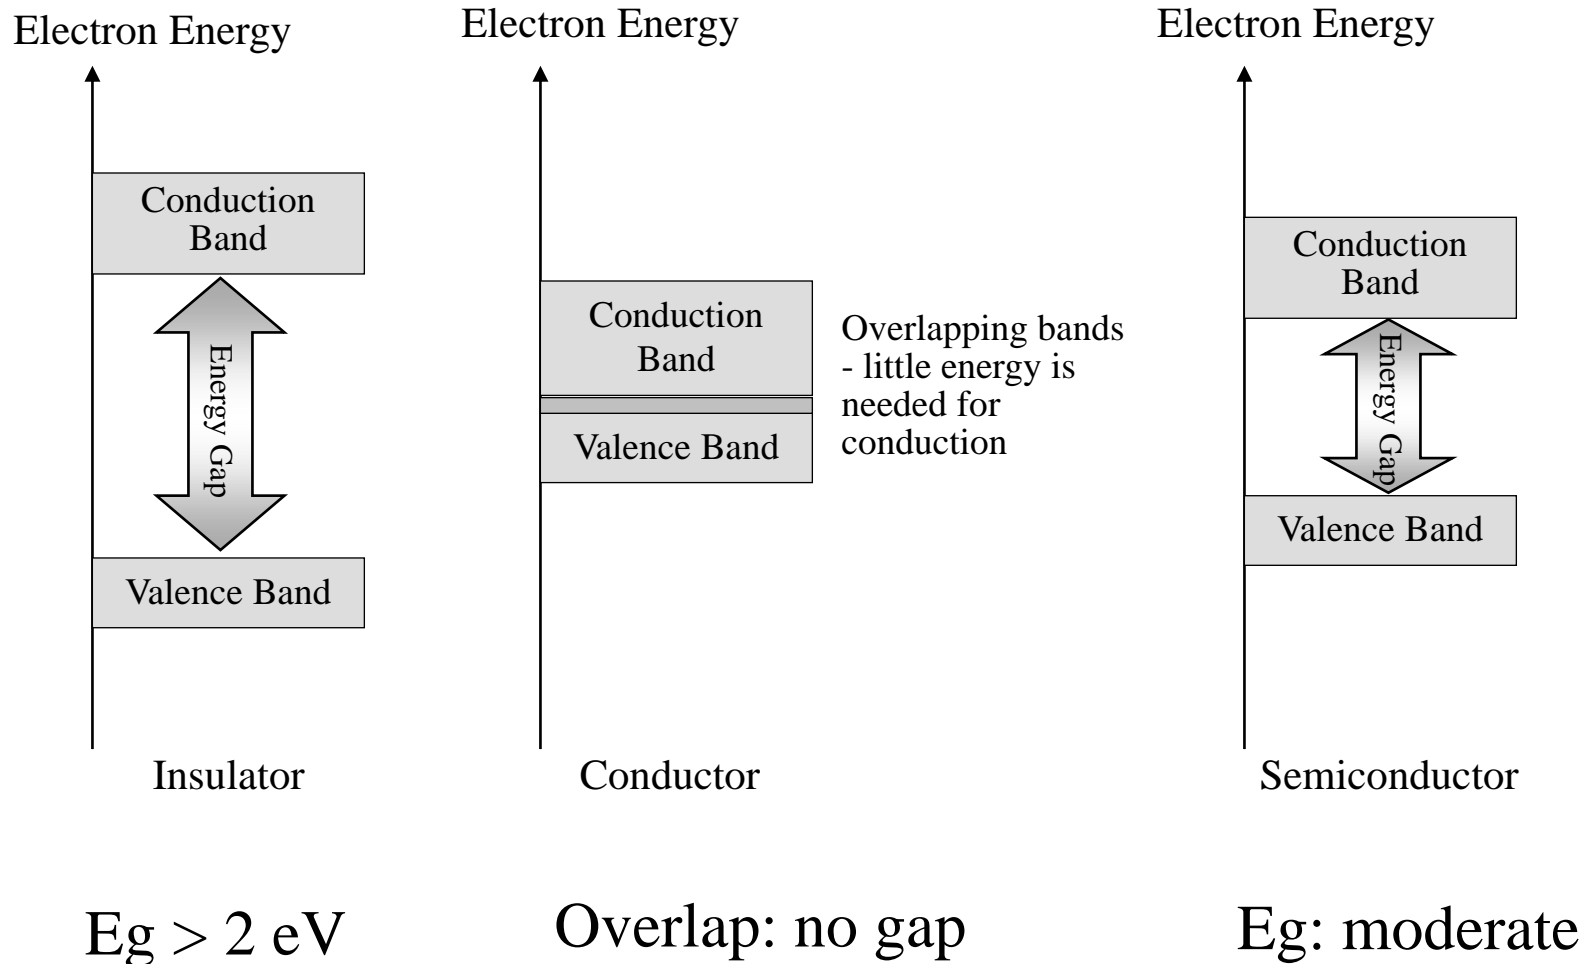 Electron Energy
Conduction
Band
Energy Gap
Valence Band
Insulator
Eg > 2 eV
Electron Energy
Conduction
Band
Valence Band
Overlapping bands
- little energy is
needed for
conduction
Conductor
Overlap: no gap
Electron Energy
Conduction
Band
Energy Gap
Valence Band
Semiconductor
Eg: moderate